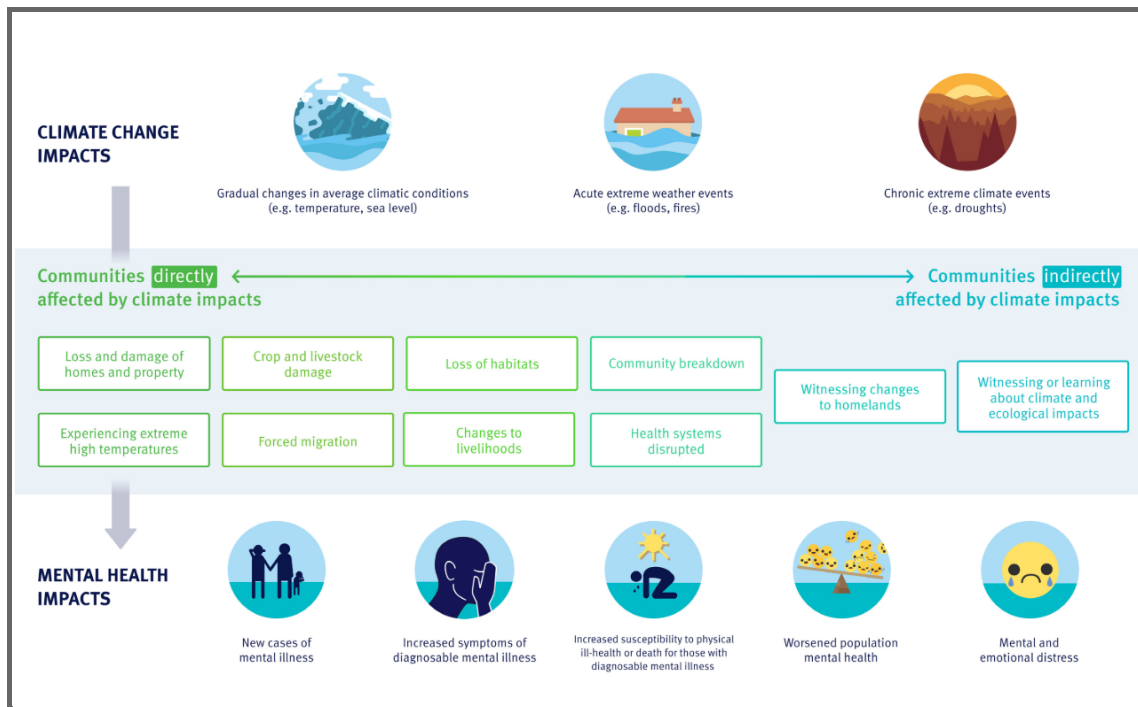 CLIMATE CHANGE
IMPACTS
Gradual changes in average climatic conditions
(e.g. temperature, sea level)
Acute extreme weather events
(e.g. floods, fires)
Chronic extreme climate events
(e.g. droughts)
Communities directly
affected by climate impacts
Communities indirectly
affected by climate impacts
Loss and damage of
homes and property
Crop and livestock
damage
Loss of habitats
Community breakdown
Witnessing changes
to homelands
Witnessing or learning
about climate and
ecological impacts
Experiencing extreme
high temperatures
Forced migration
Changes to
livelihoods
Health systems
disrupted
MENTAL HEALTH
IMPACTS
New cases of
mental illness
Increased symptoms of
diagnosable mental illness
Increased susceptibility to physical
ill-health or death for those with
diagnosable mental illness
Worsened population
mental health
Mental and
emotional distress